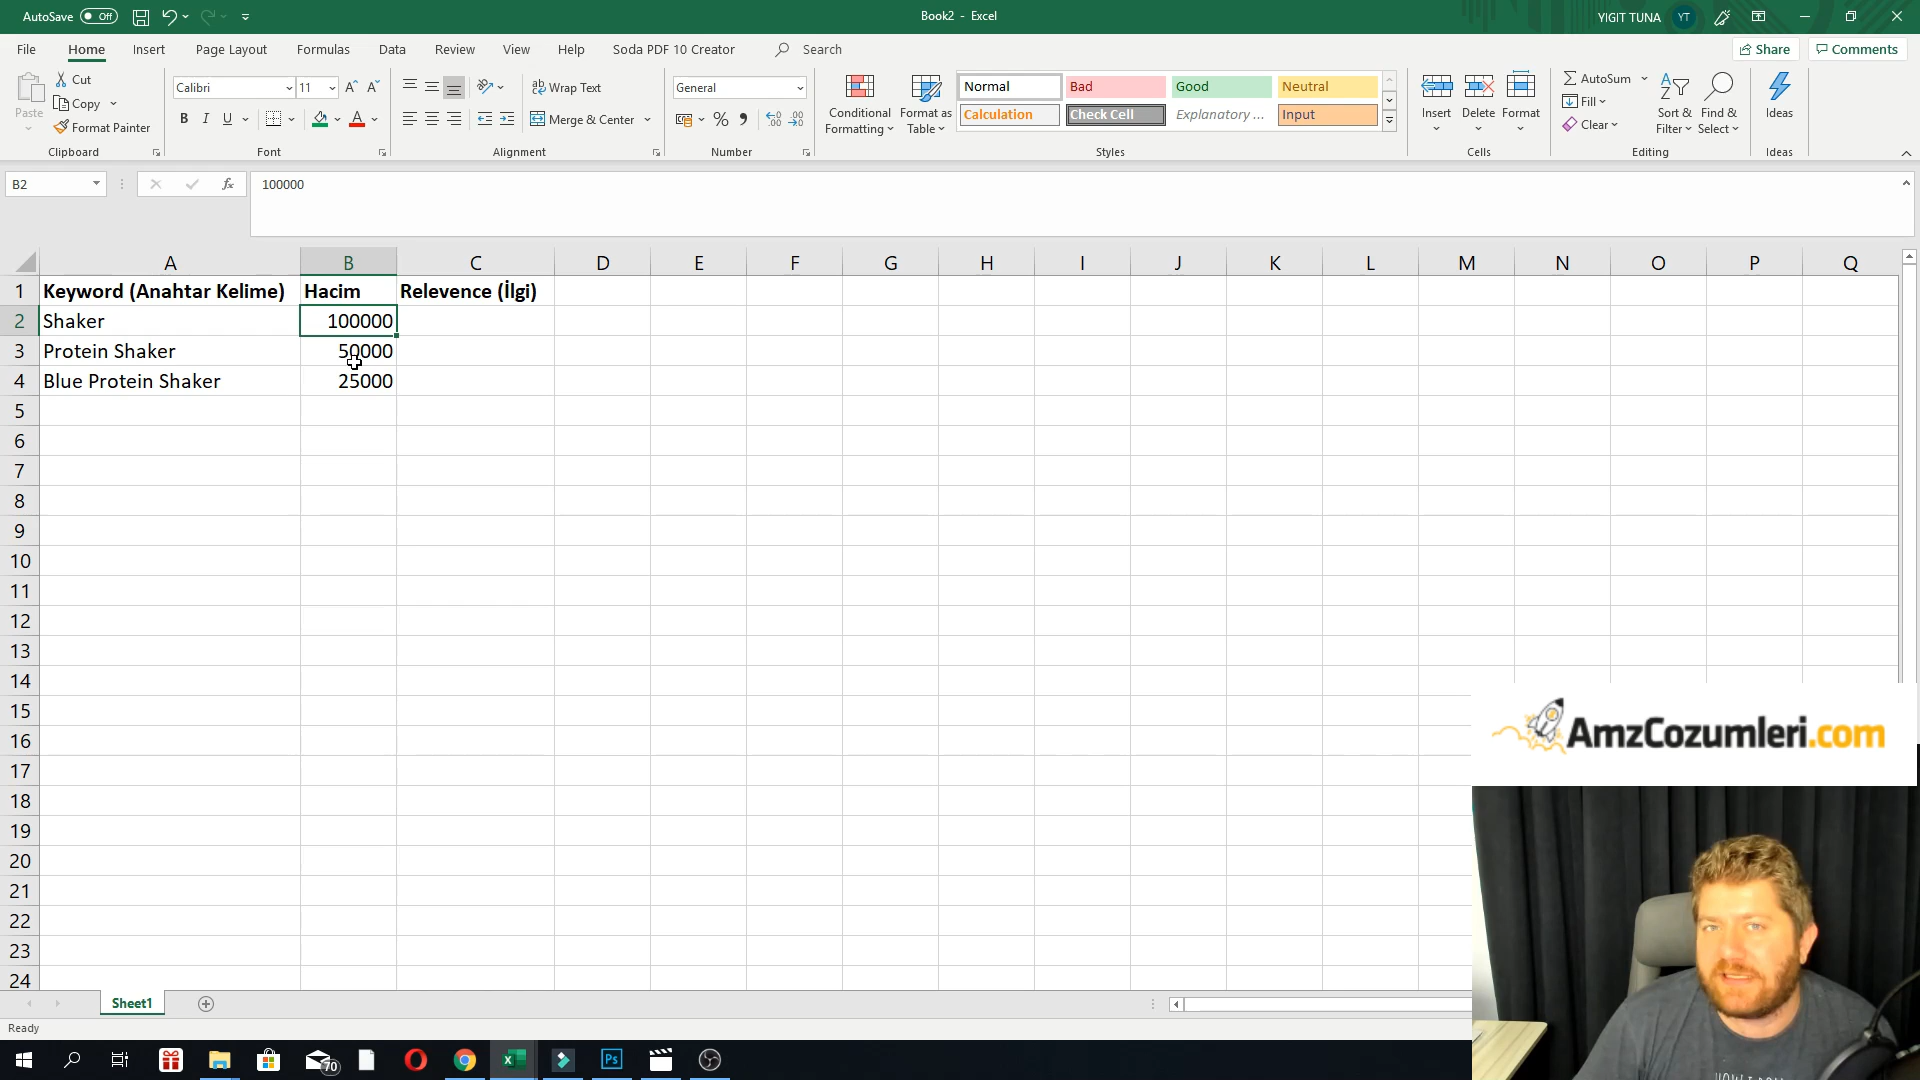 AutoSave Off
Book2 - Excel
YIGIT TUNA YT
File Home Insert Page Layout Formulas Data Review View Help Soda PDF 10 Creator Search
Share Comments
Paste Cut Copy Format Painter
Calibri 11
B I U
Wrap Text
Merge & Center
General
Conditional Formatting
Format as Table
Normal Bad Good Neutral
Calculation Check Cell Explanatory ... Input
Insert Delete Format
AutoSum Fill Clear
Sort & Filter
Find & Select
Ideas
Clipboard Font Alignment Number Styles Cells Editing Ideas
B2 fx 100000
A B C D E F G H I J K L M N O P Q
1 Keyword (Anahtar Kelime) Hacim Relevence (İlgi)
2 Shaker 100000
3 Protein Shaker 50000
4 Blue Protein Shaker 25000
5
6
7
8
9
10
11
12
13
14
15
16
17
18
19
20
21
22
23
24
AmzCozumleri.com
Sheet1
Ready
70
Ps